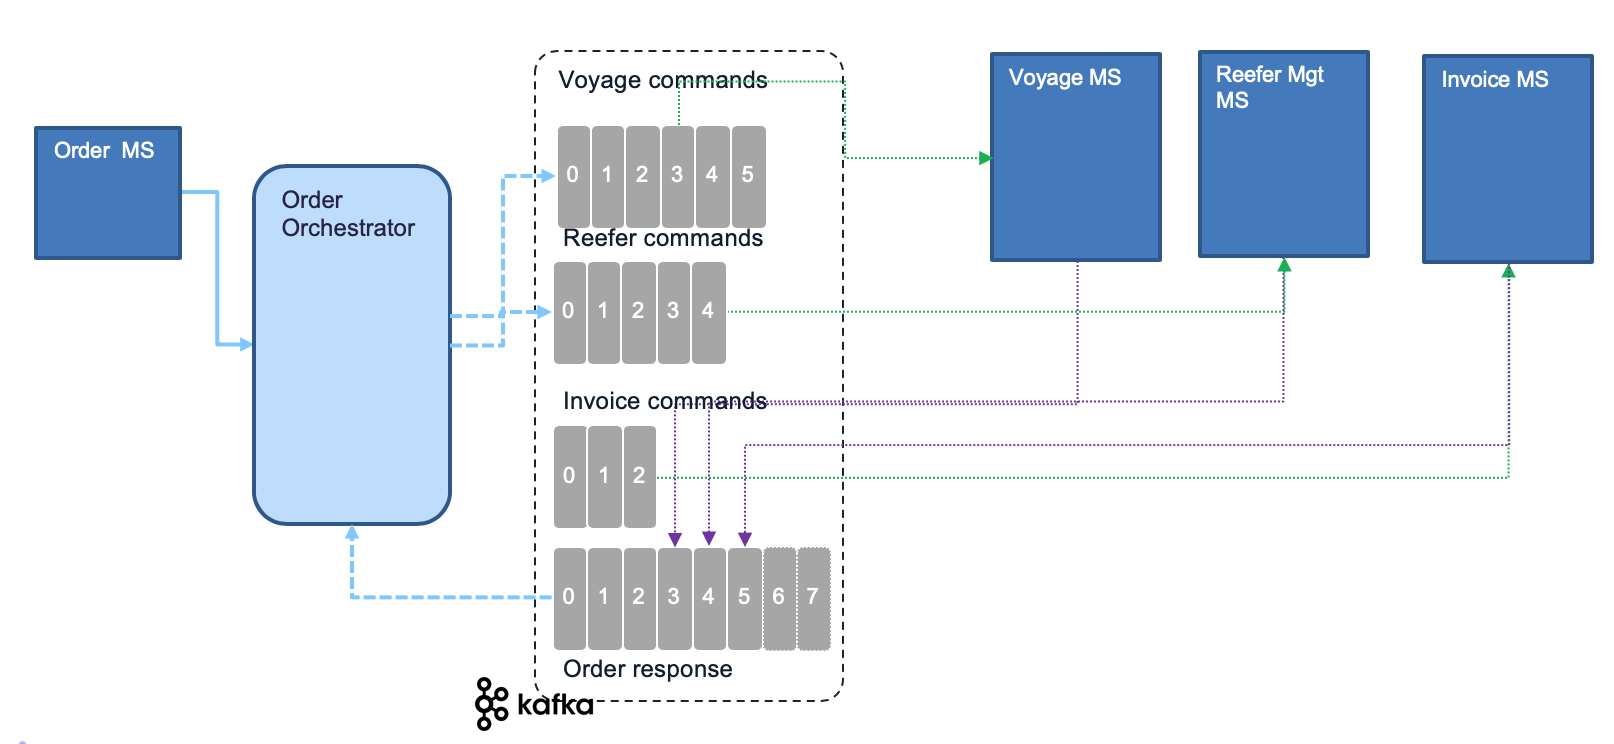 Order MS
Order
Orchestrator
Voyage commands
0 1 2 3 4 5
Reefer commands
0 1 2 3 4
Invoice commands
0 1 2
0 1 2 3 4 5 6 7
Order response
kafka
Voyage MS
Reefer Mgt
MS
Invoice MS